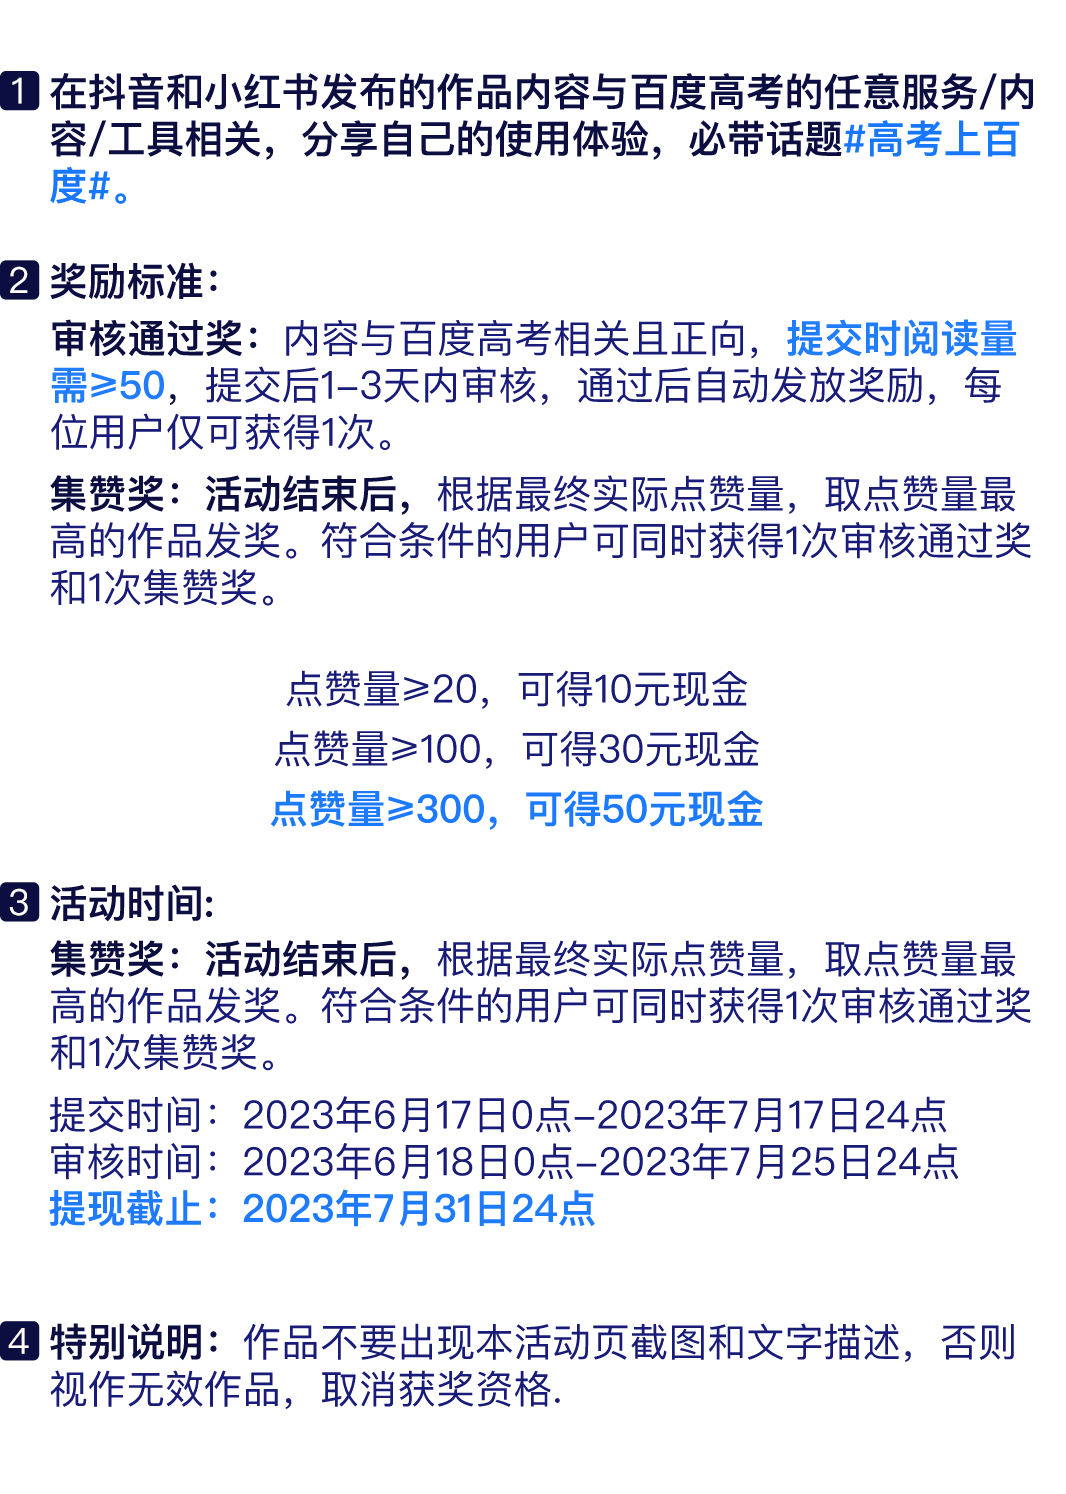 1 在抖音和小红书发布的作品内容与百度高考的任意服务/内
容/工具相关，分享自己的使用体验，必带话题#高考上百
度#。
2 奖励标准：
审核通过奖：内容与百度高考相关且正向，提交时阅读量
需≥50，提交后1-3天内审核，通过后自动发放奖励，每
位用户仅可获得1次。
集赞奖：活动结束后，根据最终实际点赞量，取点赞量最
高的作品发奖。符合条件的用户可同时获得1次审核通过奖
和1次集赞奖。
点赞量≥20，可得10元现金
点赞量≥100，可得30元现金
点赞量≥300，可得50元现金
3 活动时间:
集赞奖：活动结束后，根据最终实际点赞量，取点赞量最
高的作品发奖。符合条件的用户可同时获得1次审核通过奖
和1次集赞奖。
提交时间：2023年6月17日0点-2023年7月17日24点
审核时间：2023年6月18日0点-2023年7月25日24点
提现截止：2023年7月31日24点
4 特别说明：作品不要出现本活动页截图和文字描述，否则
视作无效作品，取消获奖资格.